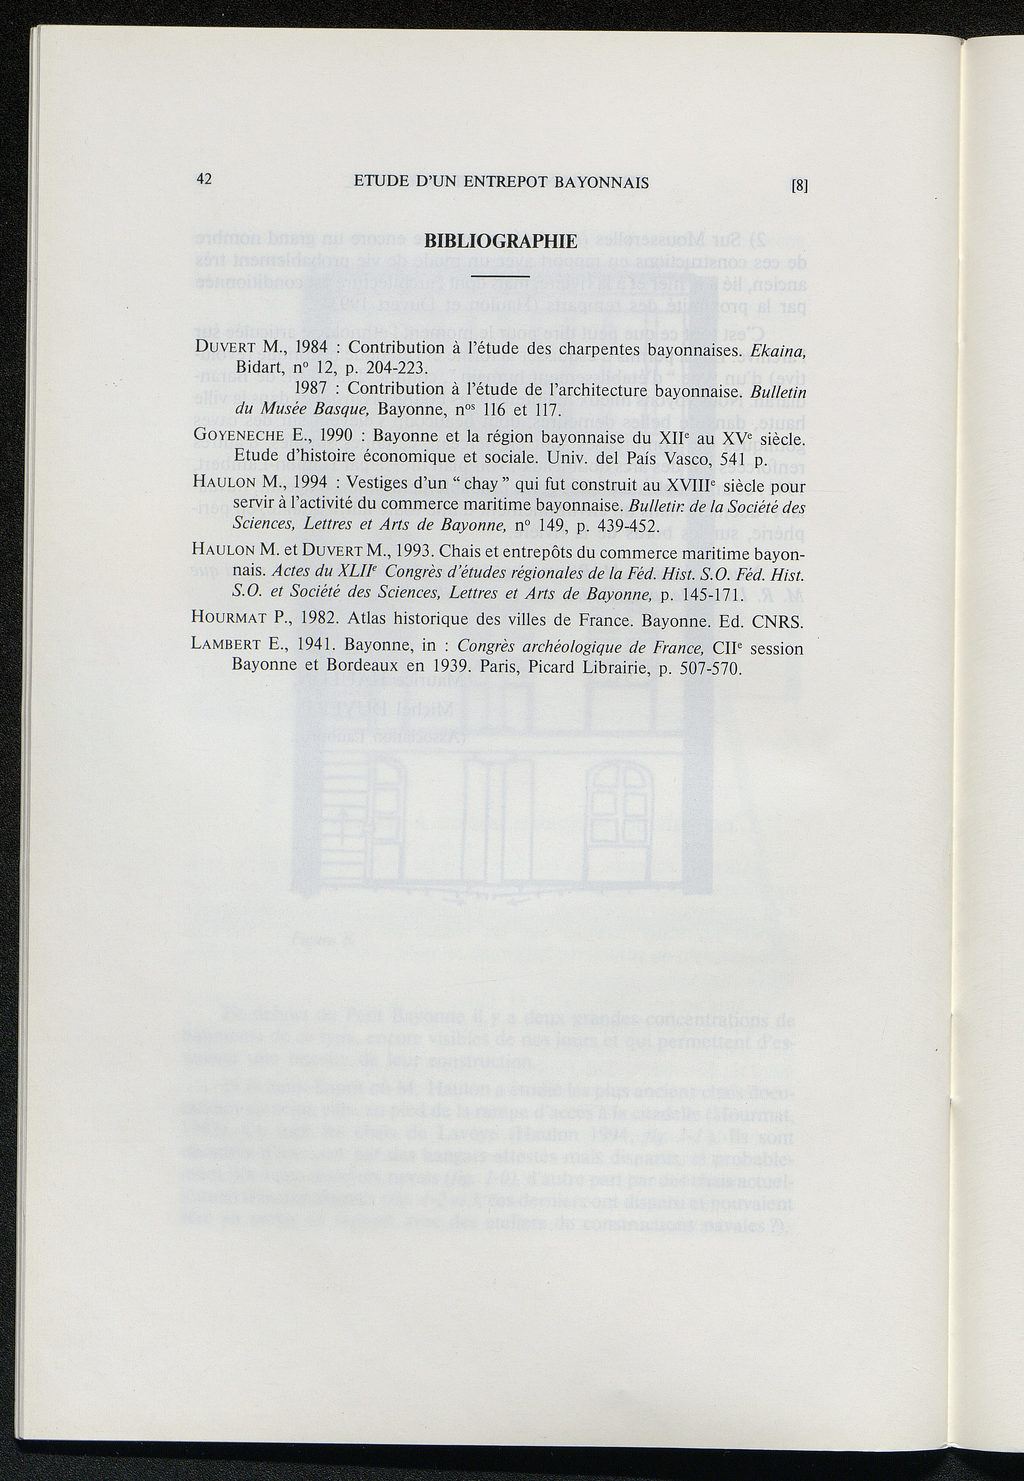 42 ETUDE D'UN ENTREPOT BAYONNAIS [8]
BIBLIOGRAPHIE
DUVERT M., 1984 : Contribution à l'étude des charpentes bayonnaises. Ekaina,
Bidart, nº 12, p. 204-223.
1987 : Contribution à l'étude de l'architecture bayonnaise. Bulletin
du Musée Basque, Bayonne, nos 116 et 117.
GOYENECHE E., 1990 : Bayonne et la région bayonnaise du XIIe au XVe siècle.
Etude d'histoire économique et sociale. Univ. del País Vasco, 541 p.
HAULON M., 1994 : Vestiges d'un “ chay ” qui fut construit au XVIIIe siècle pour
servir à l'activité du commerce maritime bayonnaise. Bulletin de la Société des
Sciences, Lettres et Arts de Bayonne, nº 149, p. 439-452.
HAULON M. et DUVERT M., 1993. Chais et entrepôts du commerce maritime bayon-
nais. Actes du XLIIe Congrès d'études régionales de la Féd. Hist. S.O. Féd. Hist.
S.O. et Société des Sciences, Lettres et Arts de Bayonne, p. 145-171.
HOURMAT P., 1982. Atlas historique des villes de France. Bayonne. Ed. CNRS.
LAMBERT E., 1941. Bayonne, in : Congrès archéologique de France, CIIe session
Bayonne et Bordeaux en 1939. Paris, Picard Librairie, p. 507-570.